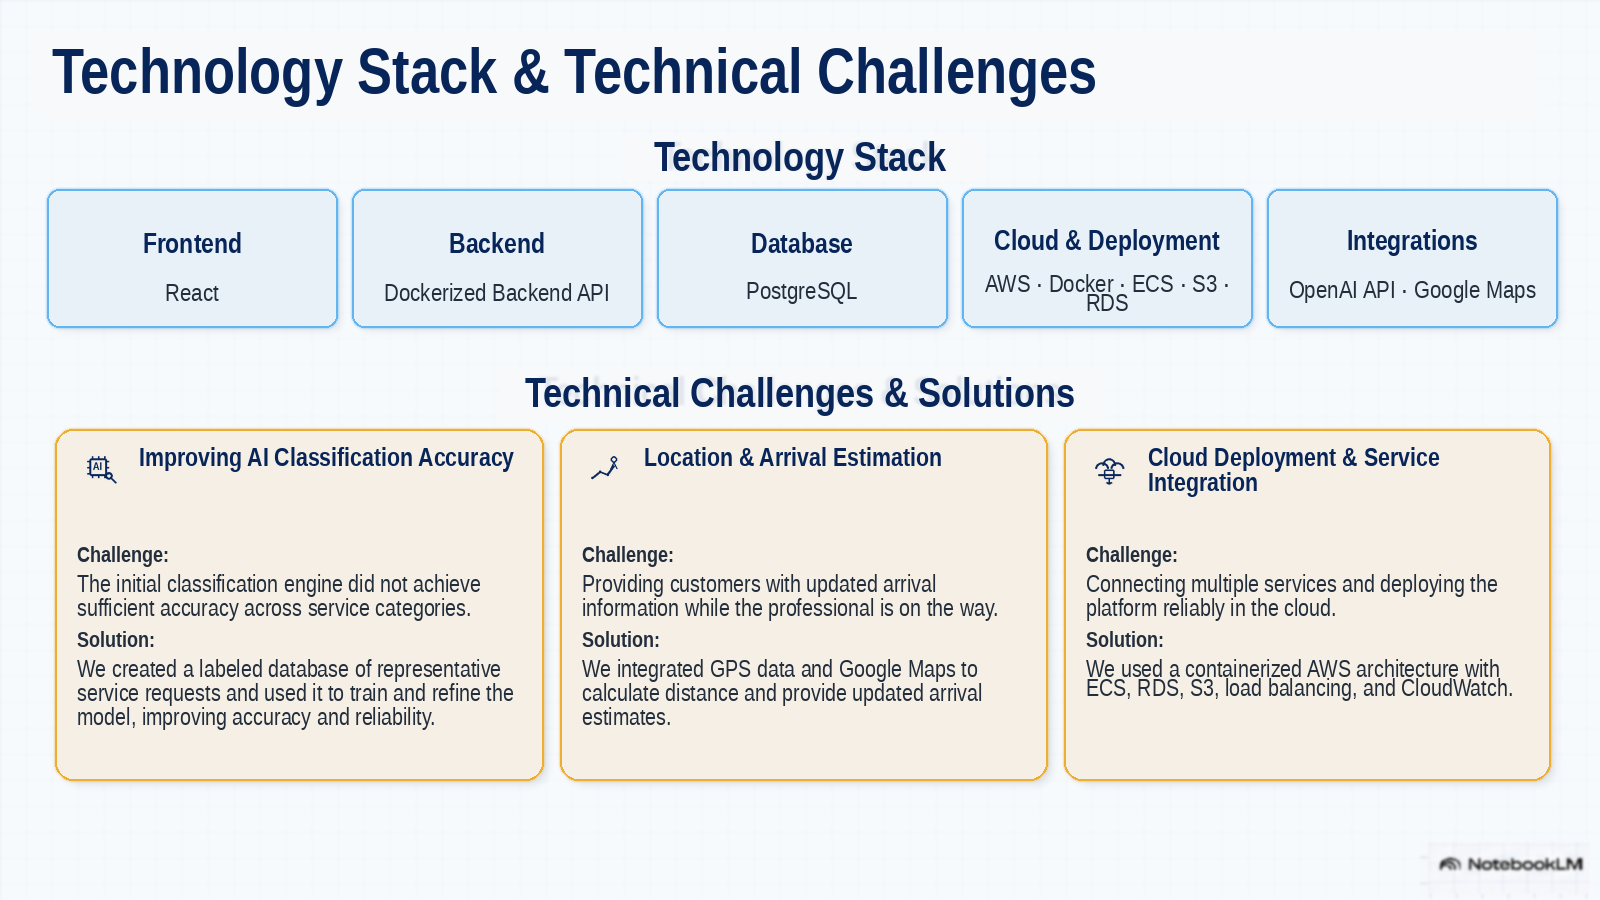 Technology Stack & Technical Challenges
Technology Stack
Frontend
React
Backend
Dockerized Backend API
Database
PostgreSQL
Cloud & Deployment
AWS · Docker · ECS · S3 ·
RDS
Integrations
OpenAI API · Google Maps
Technical Challenges & Solutions
AI
Improving AI Classification Accuracy
Challenge:
The initial classification engine did not achieve
sufficient accuracy across service categories.
Solution:
We created a labeled database of representative
service requests and used it to train and refine the
model, improving accuracy and reliability.
Location & Arrival Estimation
Challenge:
Providing customers with updated arrival
information while the professional is on the way.
Solution:
We integrated GPS data and Google Maps to
calculate distance and provide updated arrival
estimates.
Cloud Deployment & Service
Integration
Challenge:
Connecting multiple services and deploying the
platform reliably in the cloud.
Solution:
We used a containerized AWS architecture with
ECS, RDS, S3, load balancing, and CloudWatch.
NotebookLM